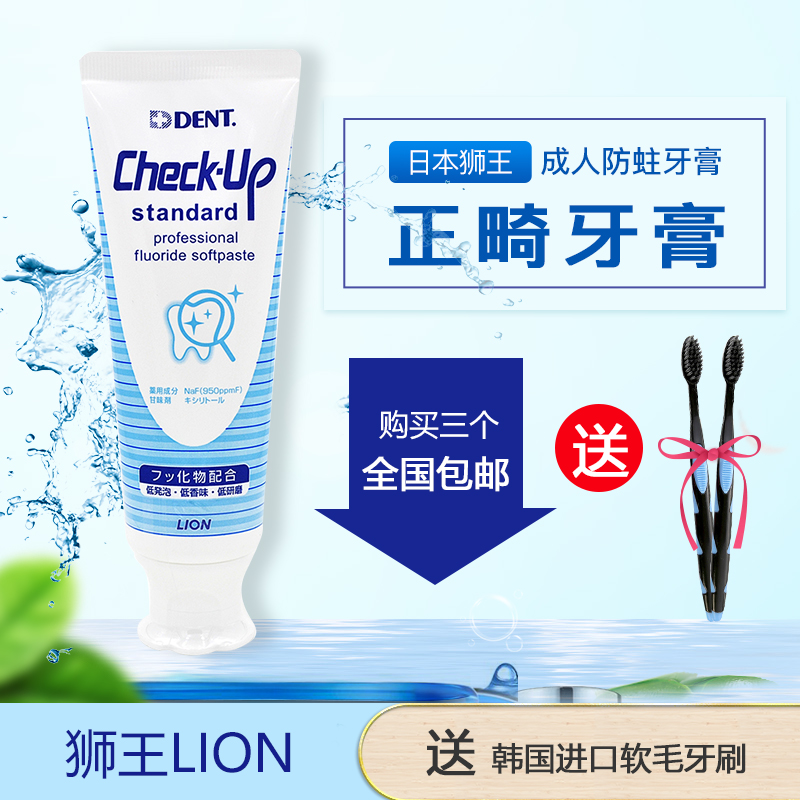 DENT.
Check-Up
standard
professional
fluoride softpaste
薬用成分 NaF(950ppmF)
甘味剤 キシリトール
フッ化物配合
低発泡・低香味・低研磨
LION
日本狮王 成人防蛀牙膏
正畸牙膏
购买三个
全国包邮
送
狮王LION
送 韩国进口软毛牙刷